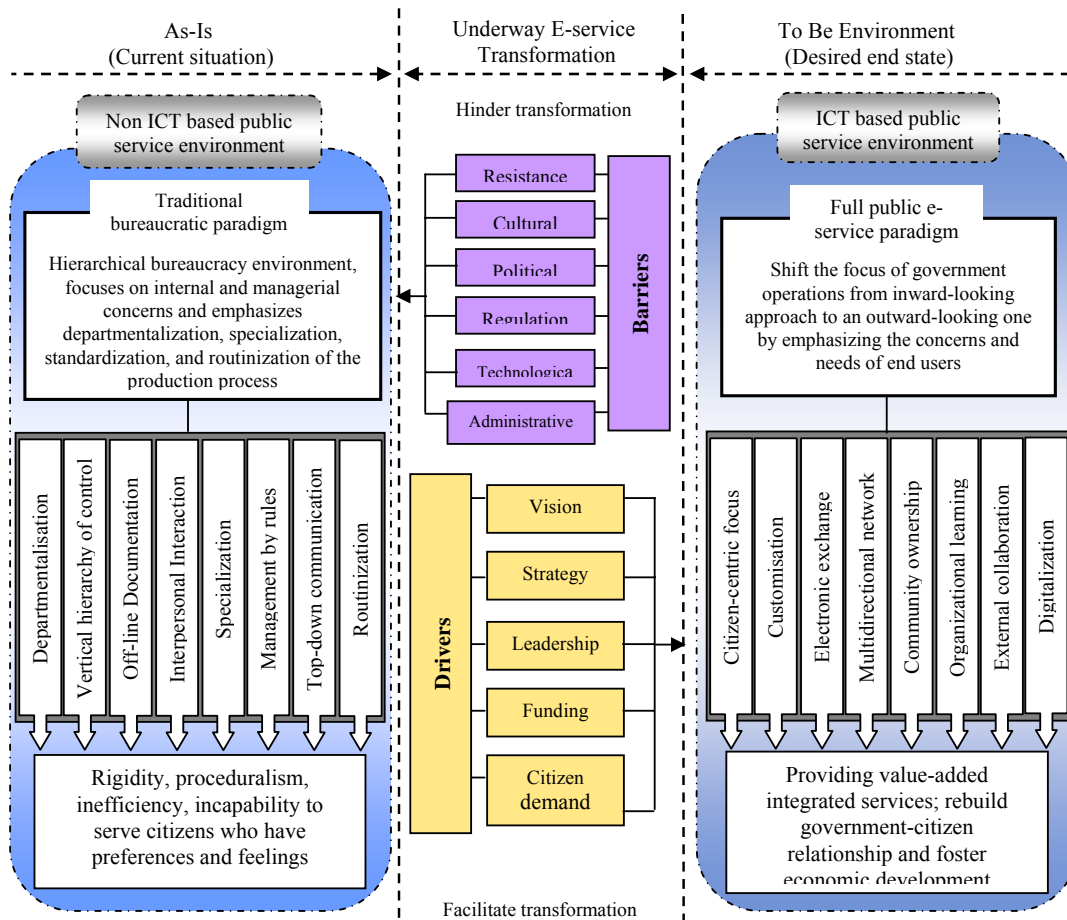 As-Is
(Current situation)
Underway E-service
Transformation
To Be Environment
(Desired end state)
Non ICT based public
service environment
Traditional
bureaucratic paradigm
Hierarchical bureaucracy environment,
focuses on internal and managerial
concerns and emphasizes
departmentalization, specialization,
standardization, and routinization of the
production process
Departmentalisation
Vertical hierarchy of control
Off-line Documentation
Interpersonal Interaction
Specialization
Management by rules
Top-down communication
Routinization
Rigidity, proceduralism,
inefficiency, incapability to
serve citizens who have
preferences and feelings
Hinder transformation
Resistance
Cultural
Political
Regulation
Technologica
Administrative
Barriers
Drivers
Vision
Strategy
Leadership
Funding
Citizen
demand
Facilitate transformation
ICT based public
service environment
Full public e-
service paradigm
Shift the focus of government
operations from inward-looking
approach to an outward-looking one
by emphasizing the concerns and
needs of end users
Citizen-centric focus
Customisation
Electronic exchange
Multidirectional network
Community ownership
Organizational learning
External collaboration
Digitalization
Providing value-added
integrated services; rebuild
government-citizen
relationship and foster
economic development